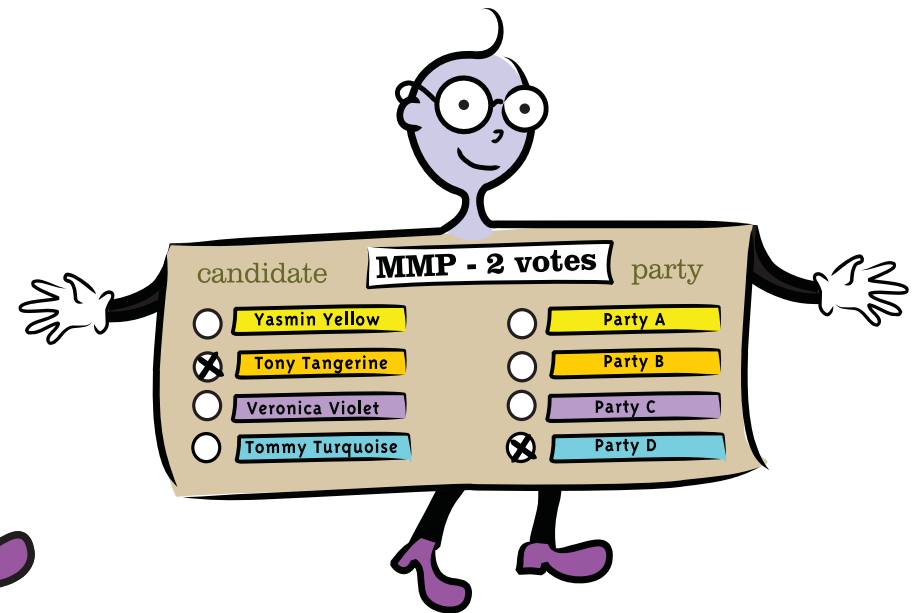 MMP - 2 votes
candidate
party
Yasmin Yellow
Tony Tangerine
Veronica Violet
Tommy Turquoise
Party A
Party B
Party C
Party D